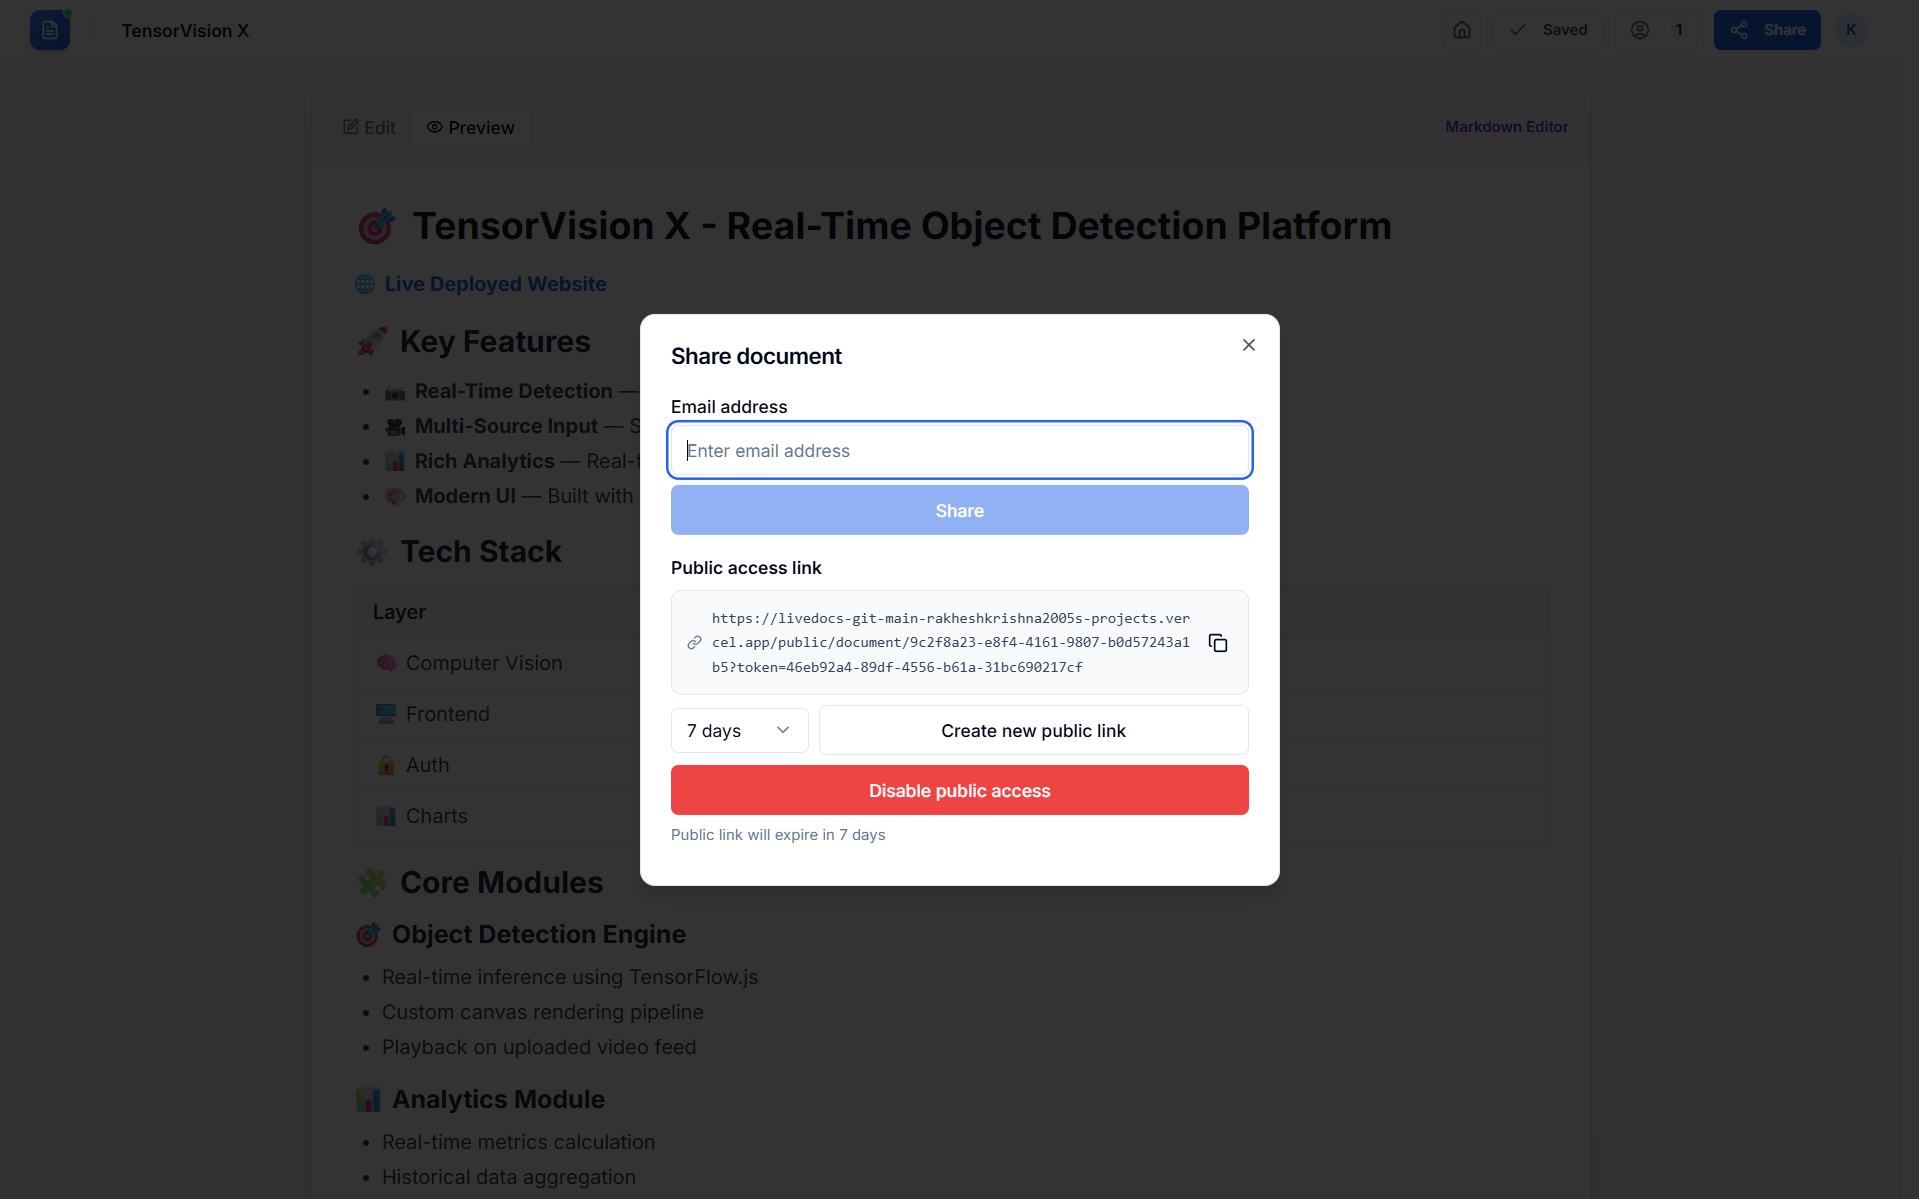 TensorVision X
Saved
1
Share
K
Edit
Preview
Markdown Editor
TensorVision X - Real-Time Object Detection Platform
Live Deployed Website
Key Features
Real-Time Detection —
Multi-Source Input — S
Rich Analytics — Real-t
Modern UI — Built with
Tech Stack
Layer
Computer Vision
Frontend
Auth
Charts
Core Modules
Object Detection Engine
Real-time inference using TensorFlow.js
Custom canvas rendering pipeline
Playback on uploaded video feed
Analytics Module
Real-time metrics calculation
Historical data aggregation
Share document
Email address
Enter email address
Share
Public access link
https://livedocs-git-main-rakheshkrishna2005s-projects.ver
cel.app/public/document/9c2f8a23-e8f4-4161-9807-b0d57243a1
b5?token=46eb92a4-89df-4556-b61a-31bc690217cf
7 days
Create new public link
Disable public access
Public link will expire in 7 days